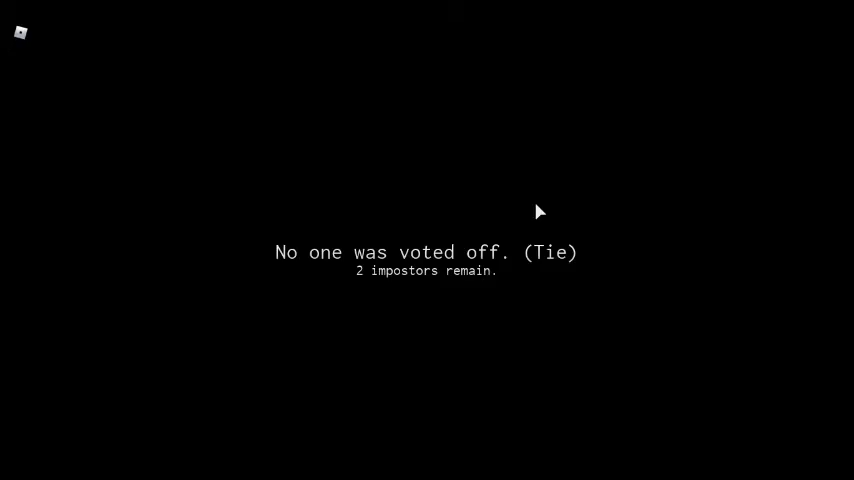 No one was voted off. (Tie)
2 impostors remain.